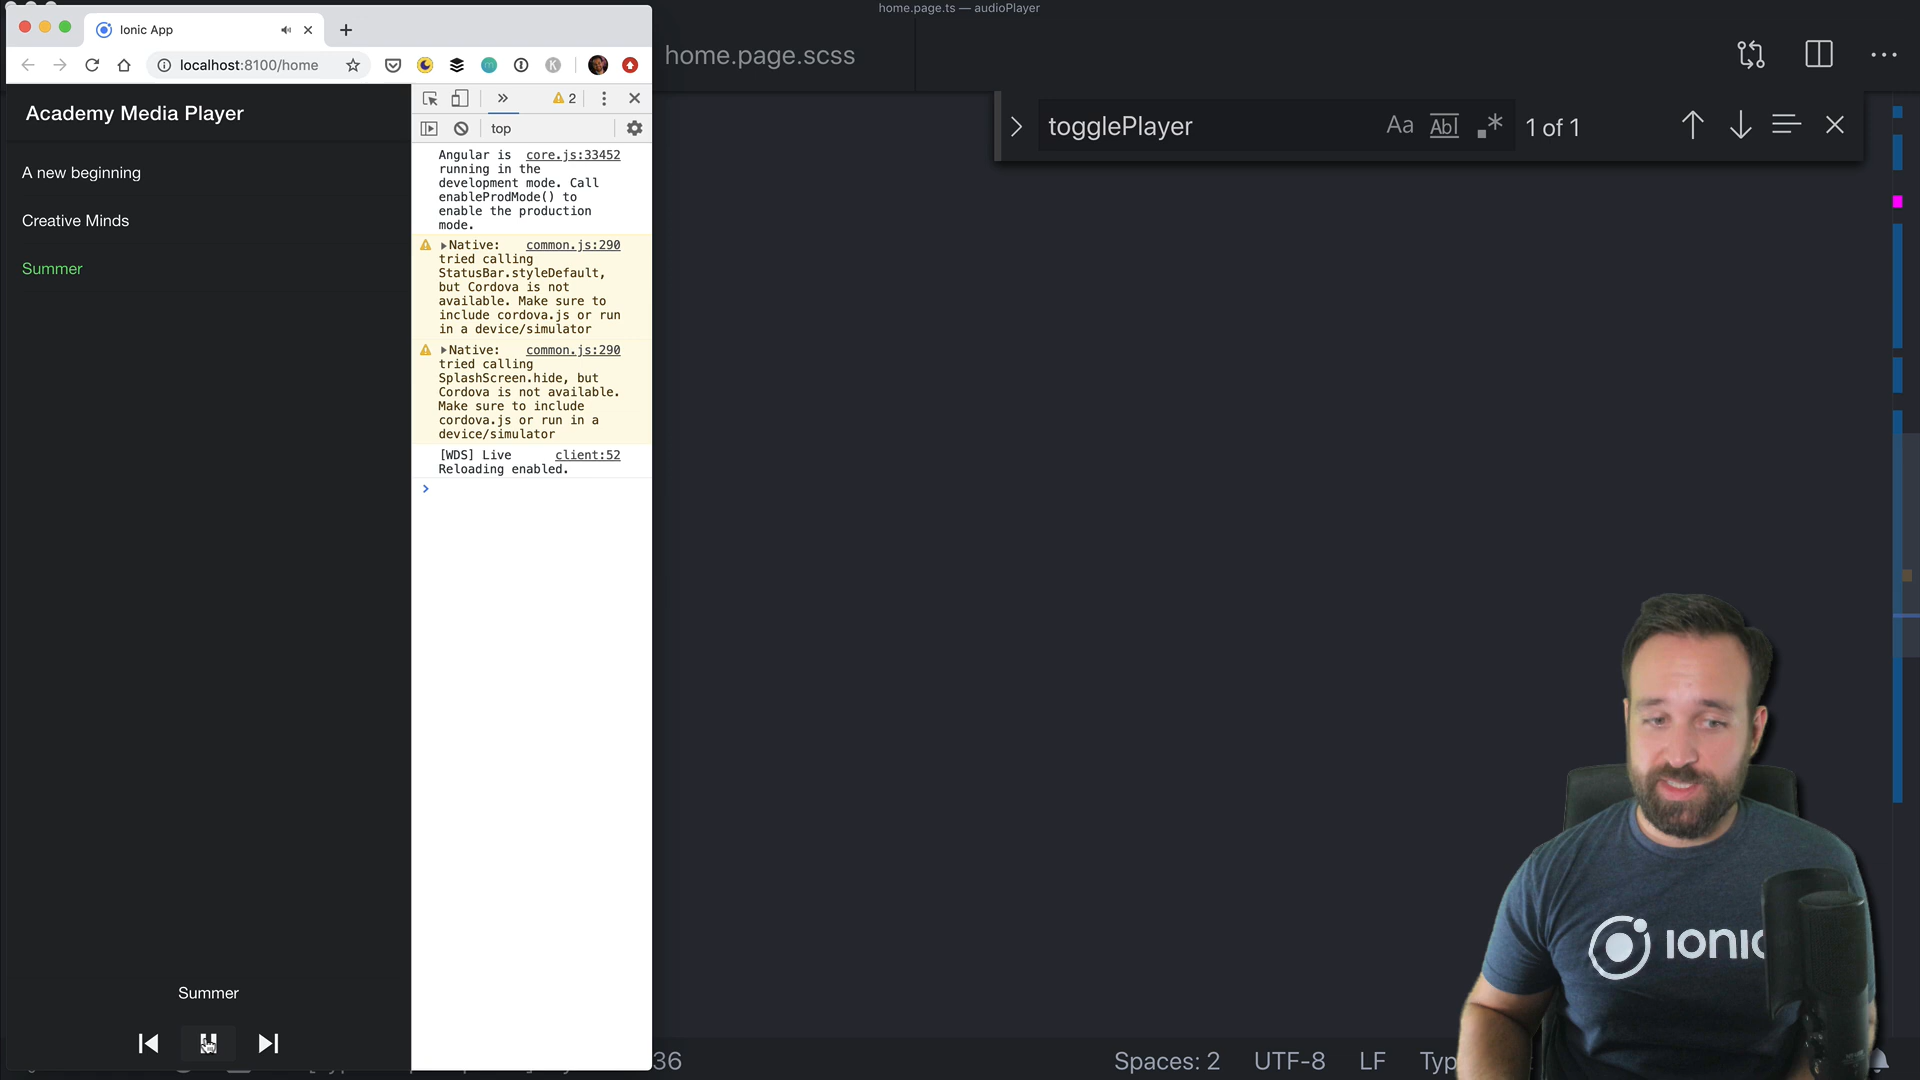 home.page.ts — audioPlayer
Ionic App
localhost:8100/home
home.page.scss
Academy Media Player
2
top
togglePlayer
Aa
Abl
.*
1 of 1
A new beginning
Creative Minds
Summer
Angular is core.js:33452
running in the
development mode. Call
enableProdMode() to
enable the production
mode.
Native: common.js:290
tried calling
StatusBar.styleDefault,
but Cordova is not
available. Make sure to
include cordova.js or run
in a device/simulator
Native: common.js:290
tried calling
SplashScreen.hide, but
Cordova is not available.
Make sure to include
cordova.js or run in a
device/simulator
[WDS] Live client:52
Reloading enabled.
IONIC
Summer
36
Spaces: 2
UTF-8
LF
Typ